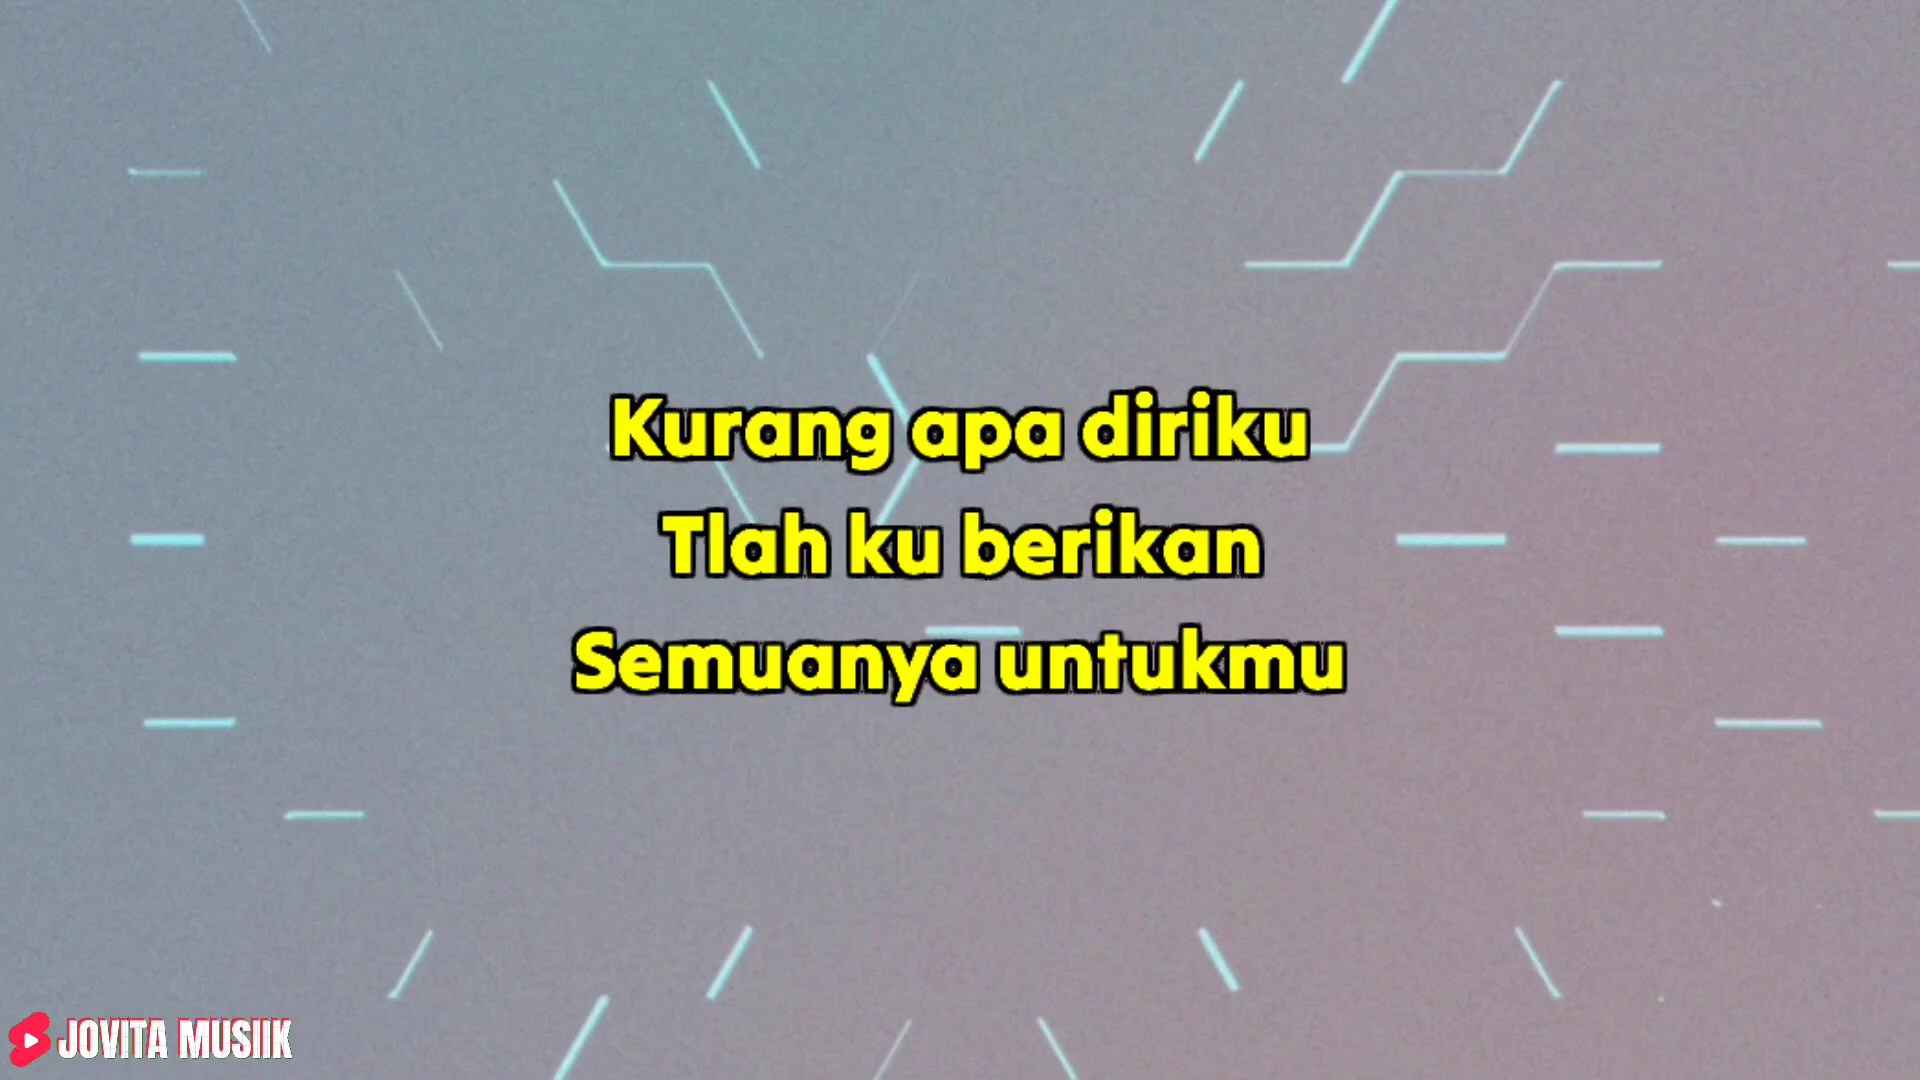 Kurang apa diriku
Tlah ku berikan
Semuanya untukmu
JOVITA MUSIIK